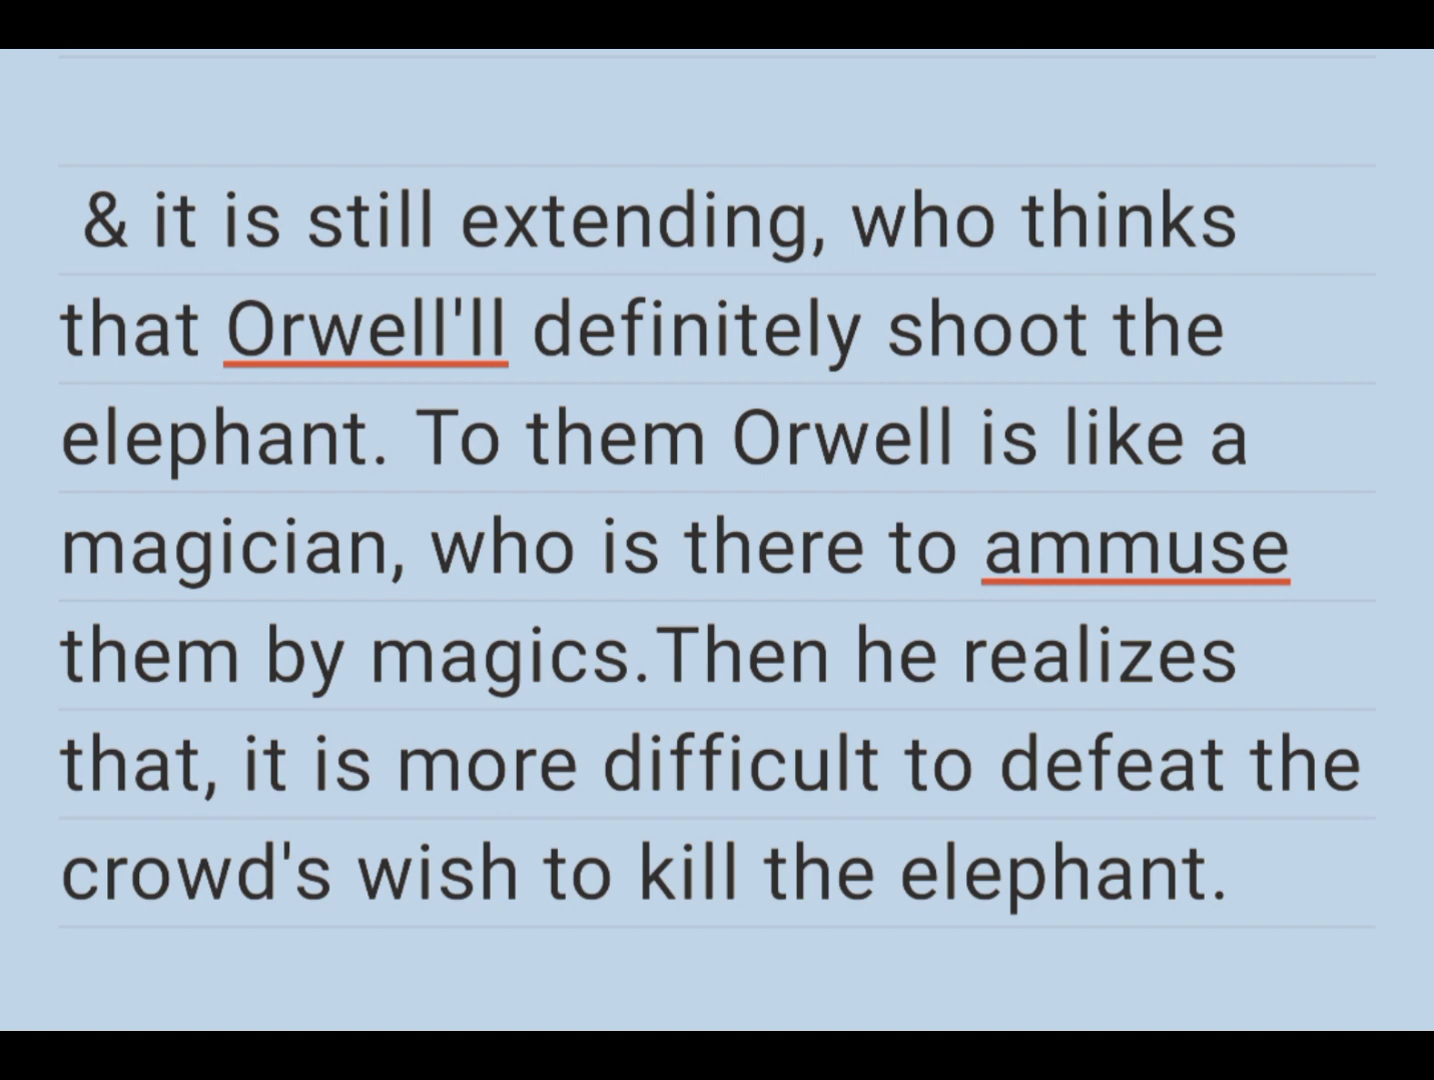 & it is still extending, who thinks
that Orwell'll definitely shoot the
elephant. To them Orwell is like a
magician, who is there to ammuse
them by magics.Then he realizes
that, it is more difficult to defeat the
crowd's wish to kill the elephant.